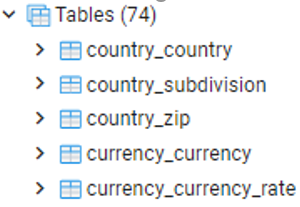 Tables (74)
country_country
country_subdivision
country_zip
currency_currency
currency_currency_rate